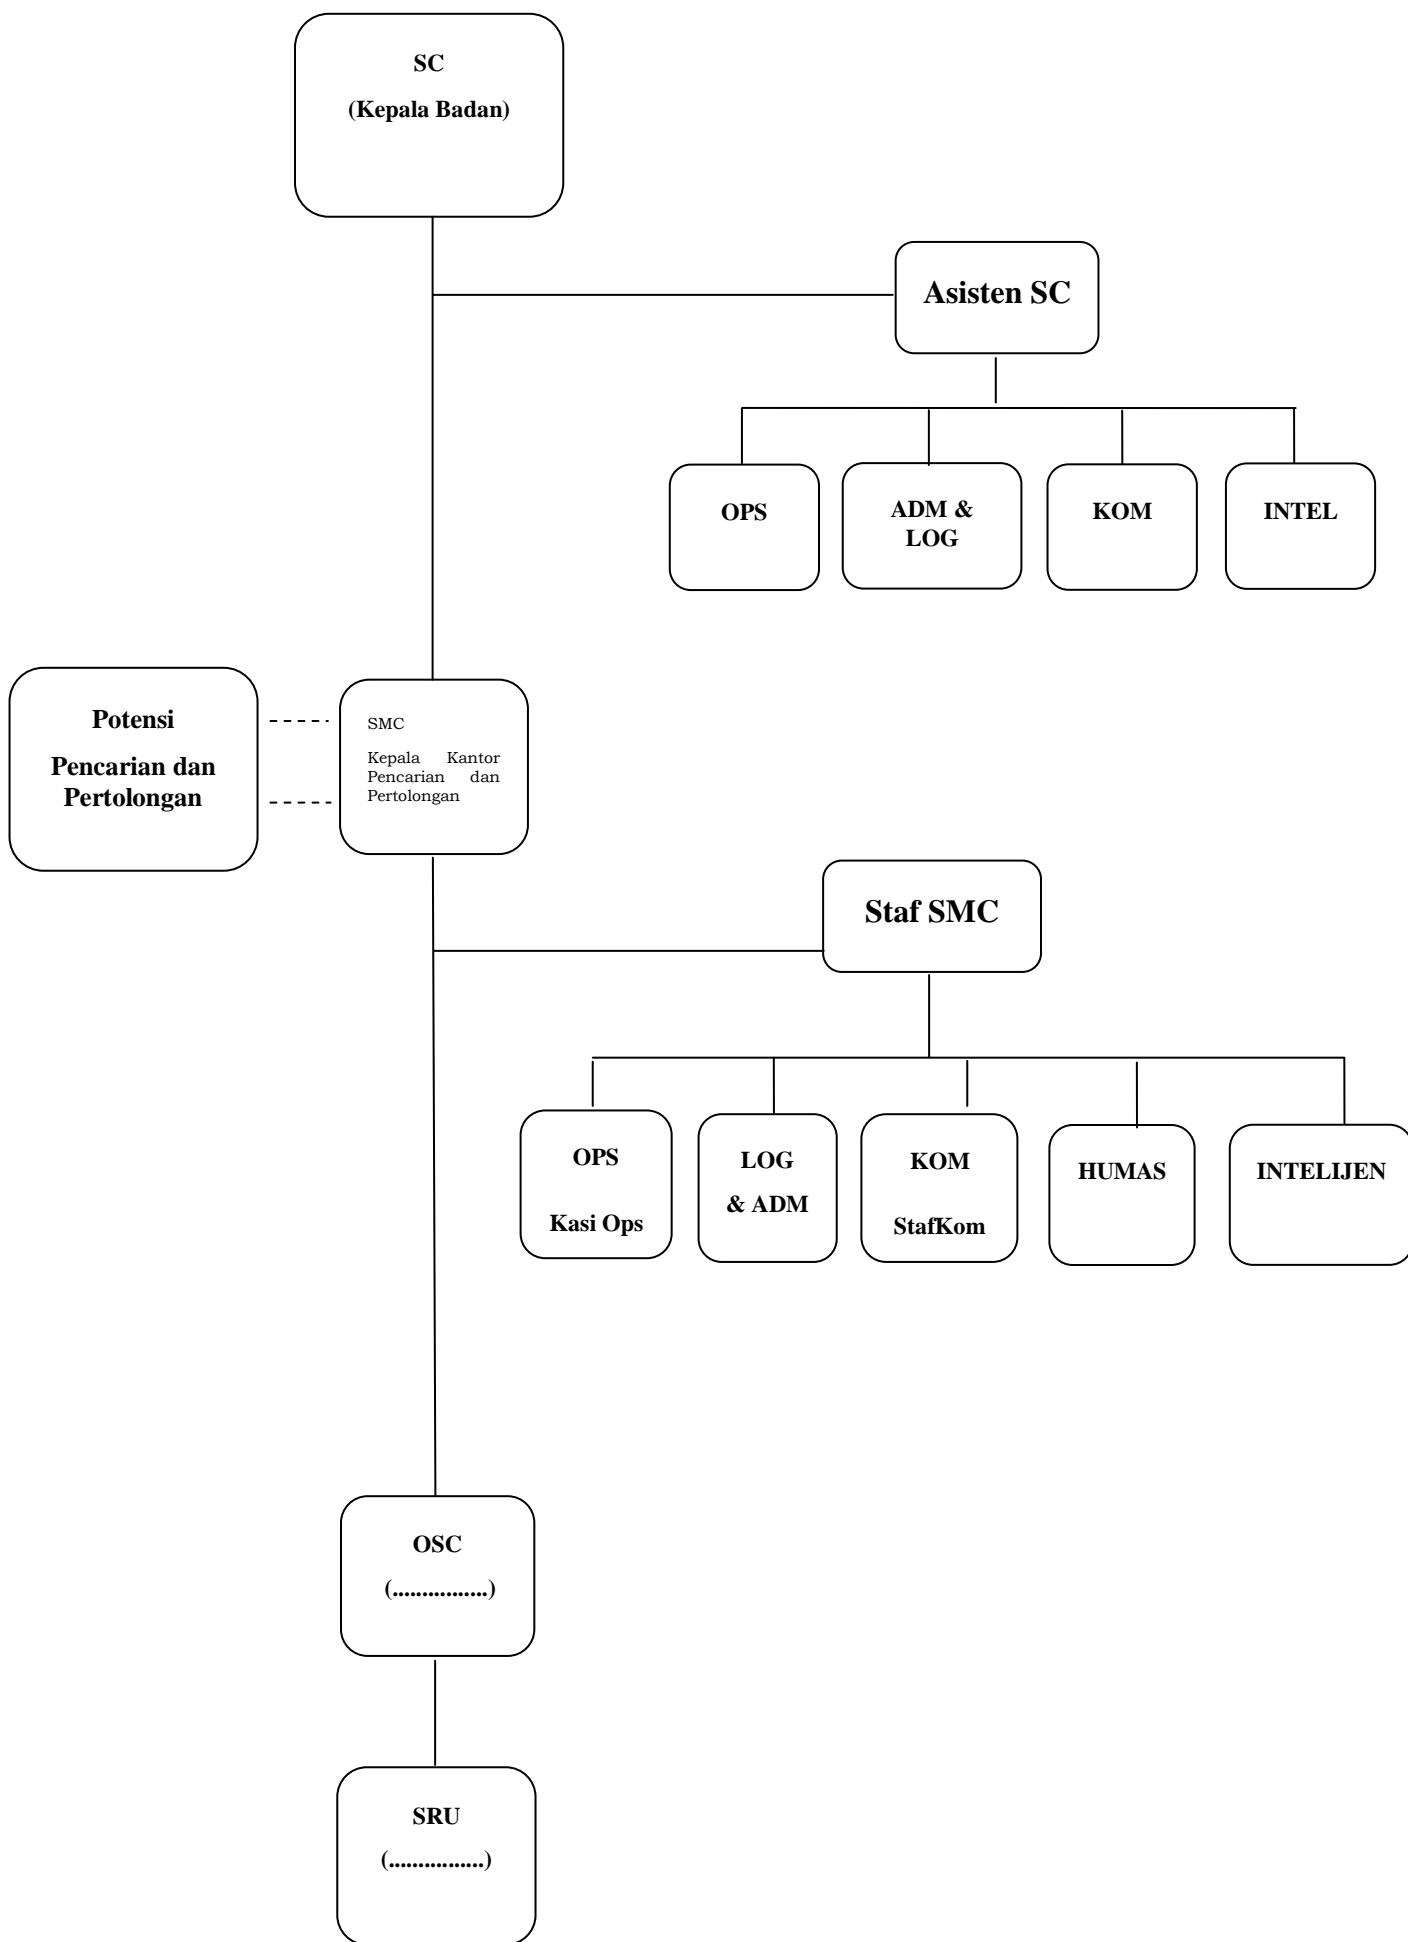 SC
(Kepala Badan)
Asisten SC
OPS
ADM &
LOG
KOM
INTEL
Potensi
Pencarian dan
Pertolongan
SMC
Kepala Kantor
Pencarian dan
Pertolongan
Staf SMC
OPS
Kasi Ops
LOG
& ADM
KOM
StafKom
HUMAS
INTELIJEN
OSC
(................)
SRU
(................)